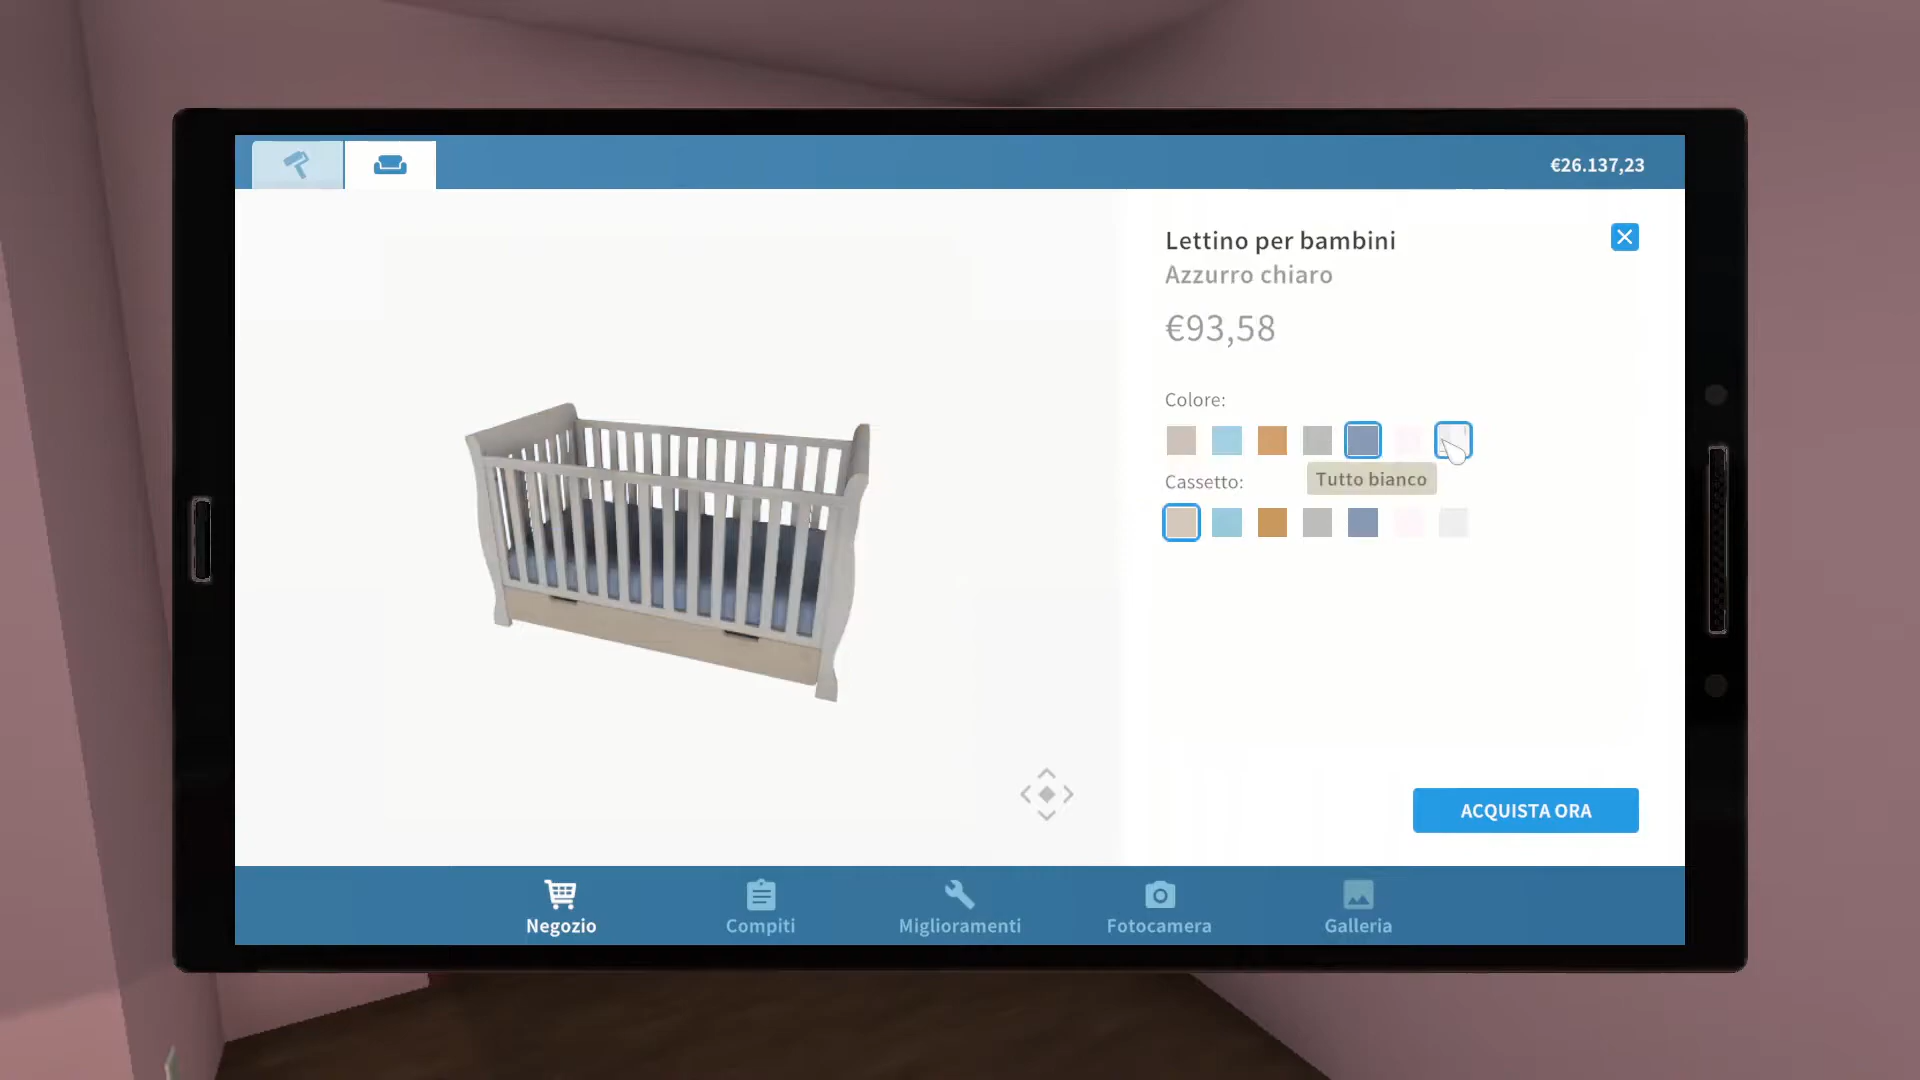 €26.137,23
Lettino per bambini
Azzurro chiaro
€93,58
Colore:
Tutto bianco
Cassetto:
ACQUISTA ORA
Negozio
Compiti
Miglioramenti
Fotocamera
Galleria